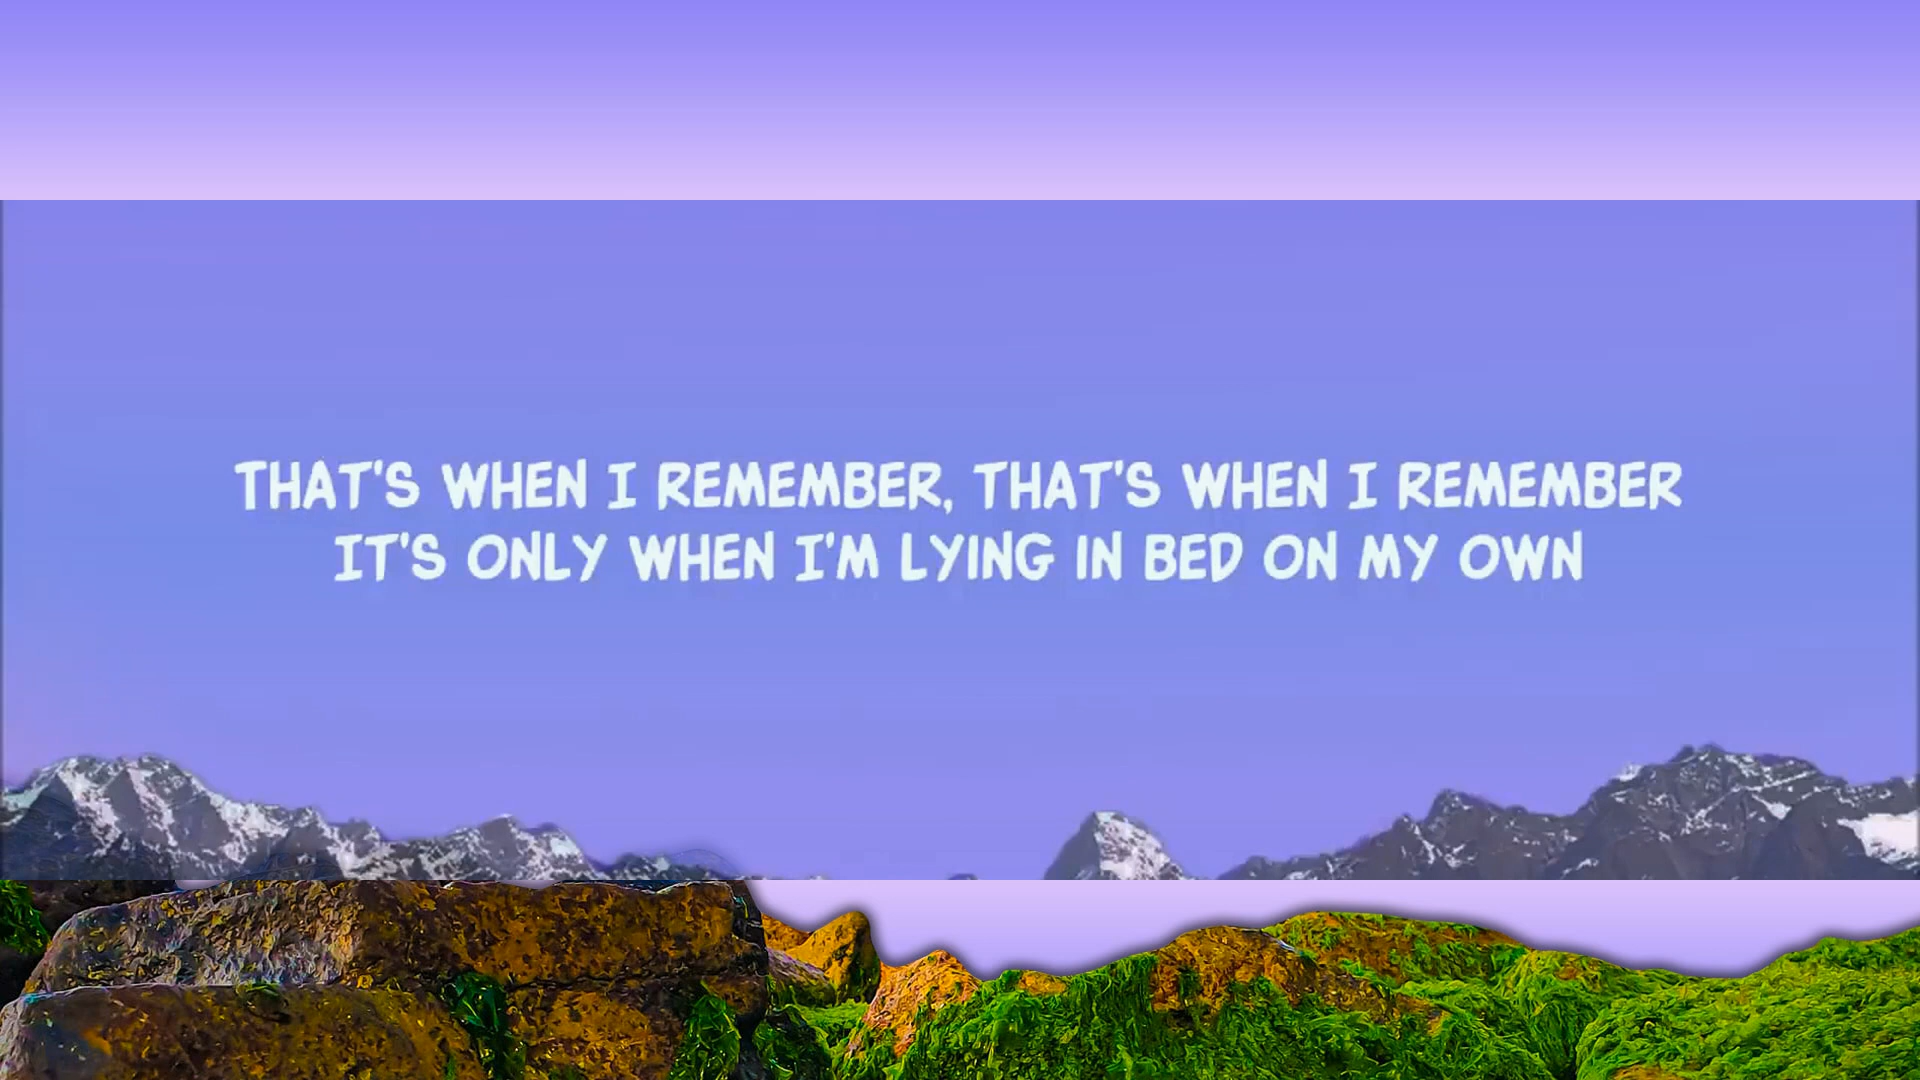 THAT'S WHEN I REMEMBER, THAT'S WHEN I REMEMBER
IT'S ONLY WHEN I'M LYING IN BED ON MY OWN